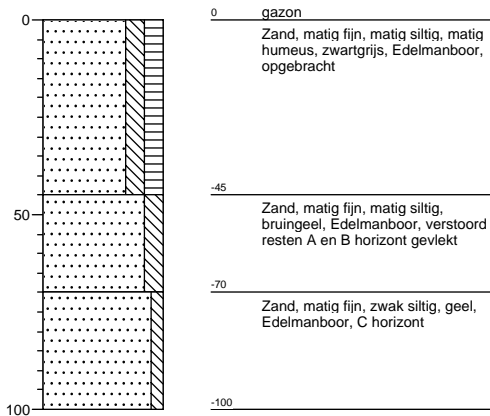 0
0 gazon
Zand, matig fijn, matig siltig, matig
humeus, zwartgrijs, Edelmanboor,
opgebracht
-45
50
Zand, matig fijn, matig siltig,
bruingeel, Edelmanboor, verstoord
resten A en B horizont gevlekt
-70
Zand, matig fijn, zwak siltig, geel,
Edelmanboor, C horizont
100
-100